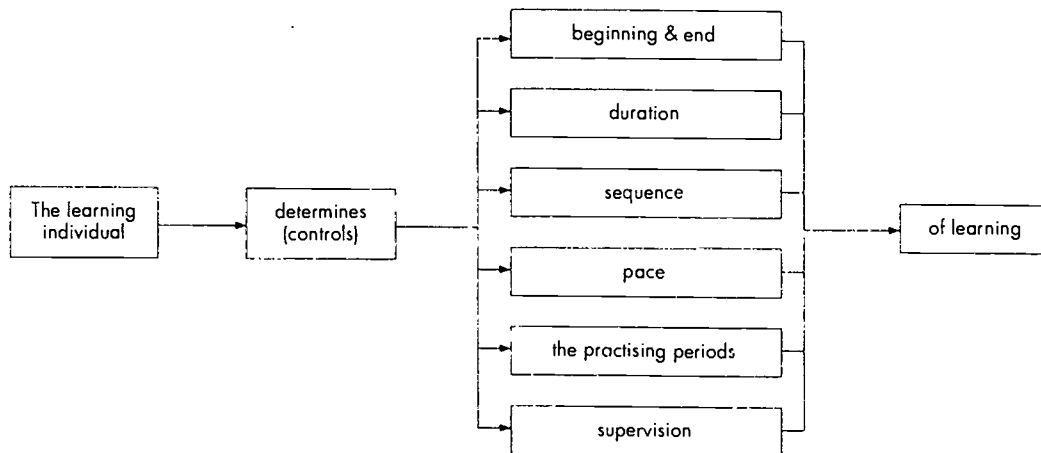 The learning
individual
determines
(controls)
beginning & end
duration
sequence
pace
the practising periods
supervision
of learning